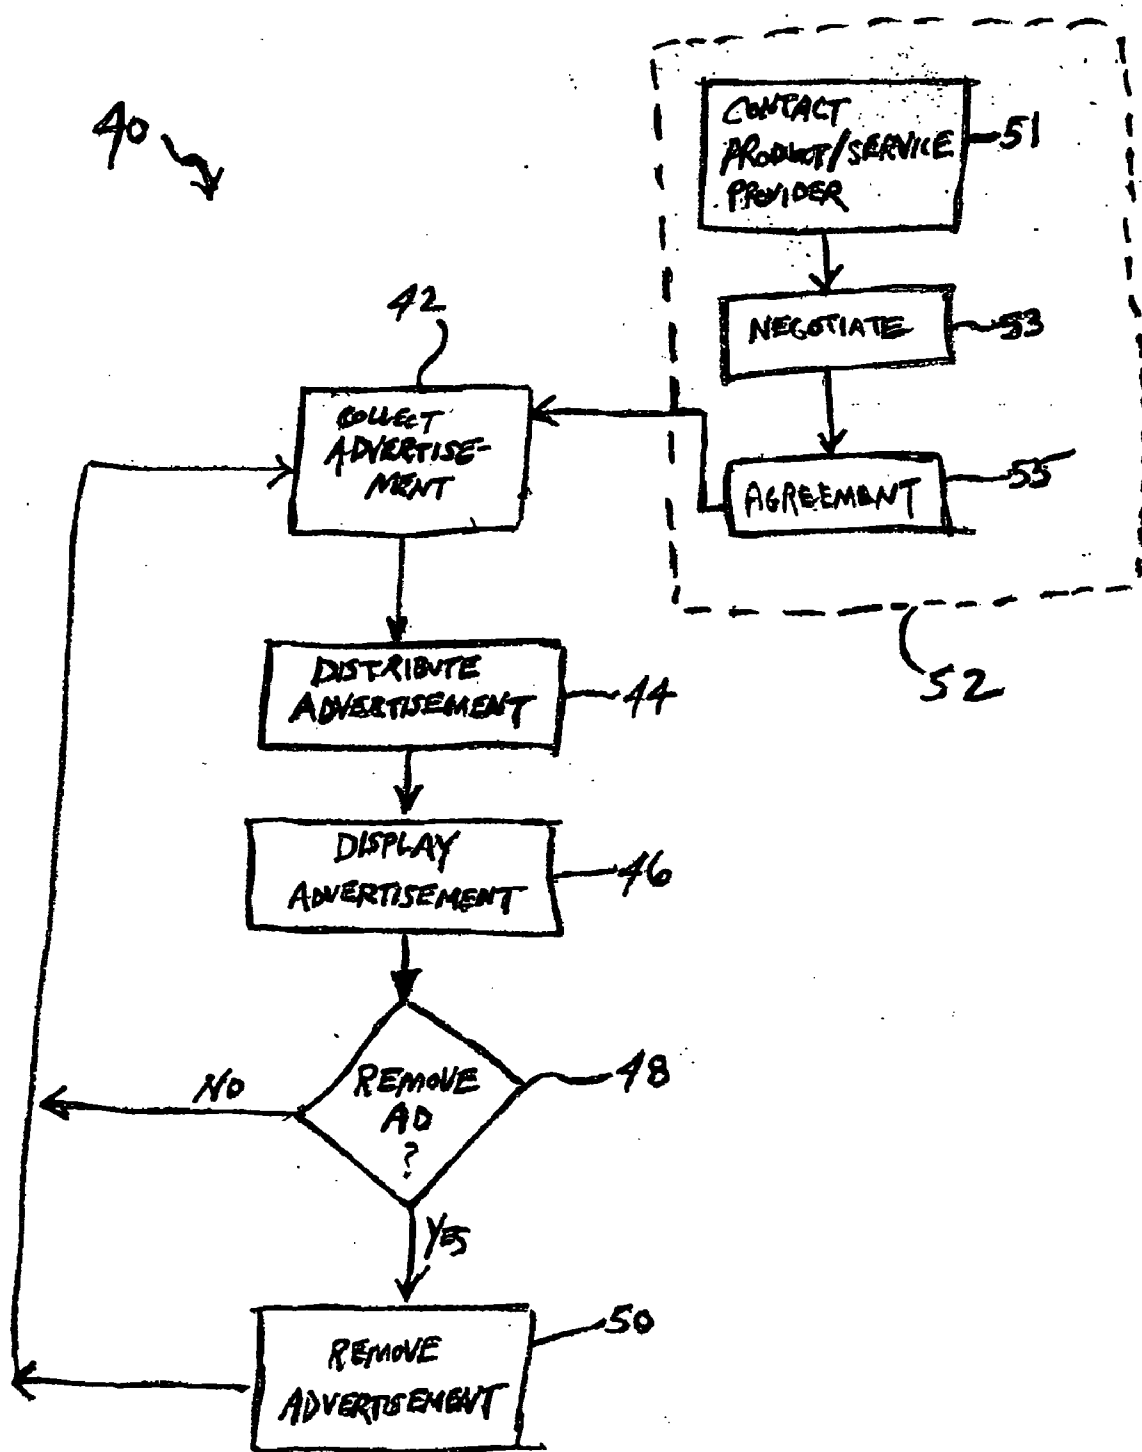 40
CONTACT
PRODUCT/SERVICE
PROVIDER
51
NEGOTIATE
53
AGREEMENT
55
52
42
COLLECT
ADVERTISE-
MENT
DISTRIBUTE
ADVERTISEMENT
44
DISPLAY
ADVERTISEMENT
46
REMOVE
AD
?
48
NO
YES
REMOVE
ADVERTISEMENT
50